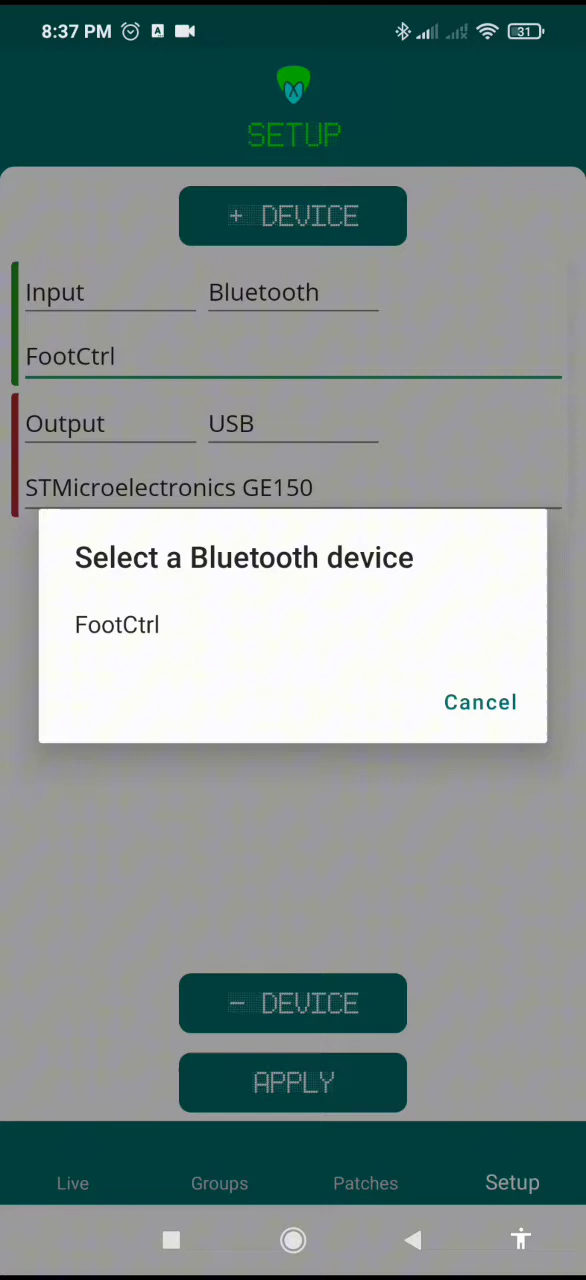 8:37 PM 31
SETUP
+ DEVICE
Input Bluetooth
FootCtrl
Output USB
STMicroelectronics GE150
Select a Bluetooth device
FootCtrl
Cancel
- DEVICE
APPLY
Live Groups Patches Setup